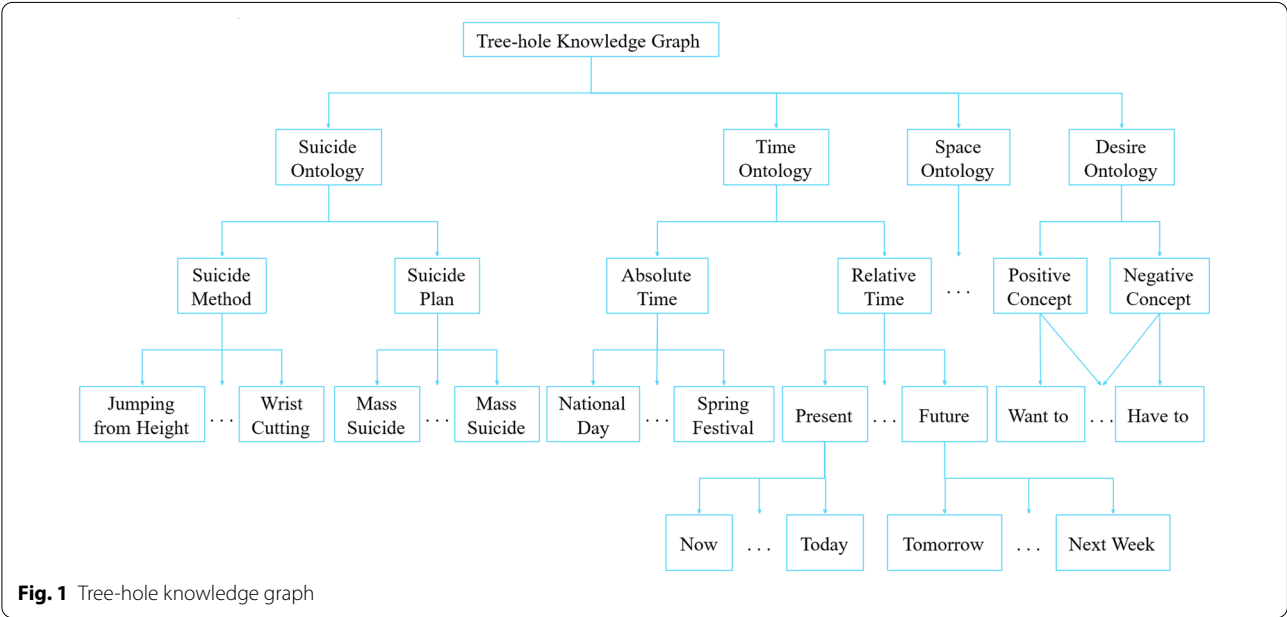 Tree-hole Knowledge Graph
Suicide
Ontology
Time
Ontology
Space
Ontology
Desire
Ontology
Suicide
Method
Suicide
Plan
Absolute
Time
Relative
Time
. . .
Positive
Concept
Negative
Concept
Jumping
from Height
. . .
Wrist
Cutting
Mass
Suicide
. . .
Mass
Suicide
National
Day
. . .
Spring
Festival
Present
. . .
Future
Want to
. . .
Have to
Now
. . .
Today
Tomorrow
. . .
Next Week
Fig. 1 Tree-hole knowledge graph